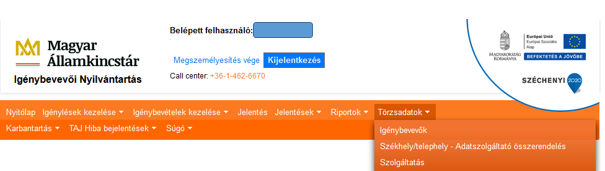 Magyar
Államkincstár
Igénybevevői Nyilvántartás
Belépett felhasználó:
Megszemélyesítés vége Kijelentkezés
Call center: +36-1-462-6670
Magyarország
Kormánya
Európai Unió
Európai Szociális
Alap
BEFEKTETÉS A JÖVŐBE
SZÉCHENYI 2020
Nyitólap Igénylések kezelése Igénybevételek kezelése Jelentés Jelentések Riportok Törzsadatok
Karbantartás TAJ Hiba bejelentések Súgó
Igénybevevők
Székhely/telephely - Adatszolgáltató összerendelés
Szolgáltatás